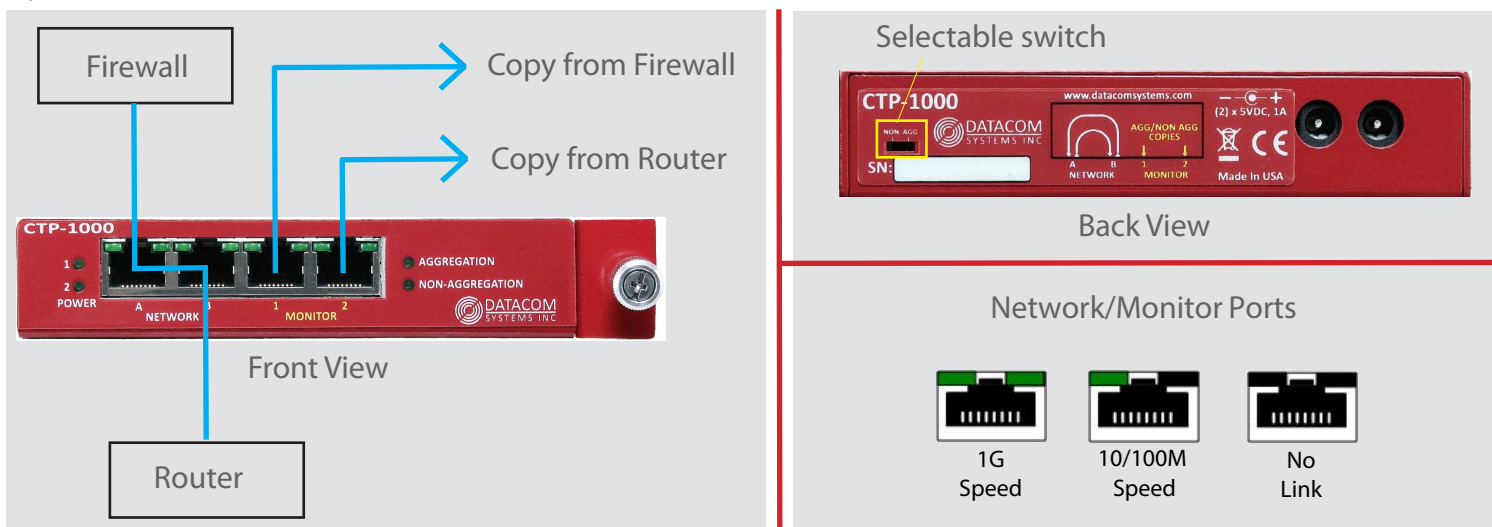 Firewall
Copy from Firewall
Copy from Router
CTP-1000
1
2
POWER
A B
NETWORK
1 2
MONITOR
AGGREGATION
NON-AGGREGATION
DATACOM
SYSTEMS INC
Front View
Router
Selectable switch
CTP-1000
NON AGG
SN:
DATACOM
SYSTEMS INC
www.datacomsystems.com
AGG/NON AGG
COPIES
A B
NETWORK
1 2
MONITOR
− +
(2) x 5VDC, 1A
CE
Made In USA
Back View
Network/Monitor Ports
1G
Speed
10/100M
Speed
No
Link